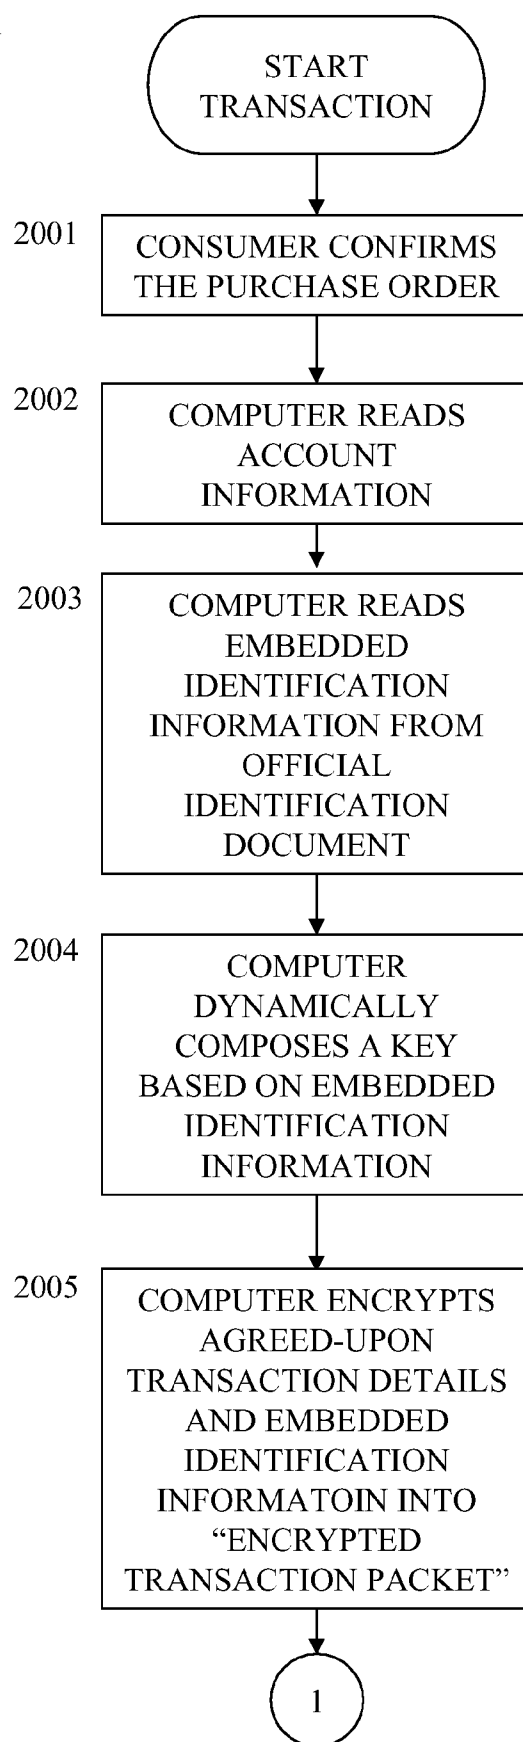 START
TRANSACTION
2001
CONSUMER CONFIRMS
THE PURCHASE ORDER
2002
COMPUTER READS
ACCOUNT
INFORMATION
2003
COMPUTER READS
EMBEDDED
IDENTIFICATION
INFORMATION FROM
OFFICIAL
IDENTIFICATION
DOCUMENT
2004
COMPUTER
DYNAMICALLY
COMPOSES A KEY
BASED ON EMBEDDED
IDENTIFICATION
INFORMATION
2005
COMPUTER ENCRYPTS
AGREED-UPON
TRANSACTION DETAILS
AND EMBEDDED
IDENTIFICATION
INFORMATOIN INTO
“ENCRYPTED
TRANSACTION PACKET”
1